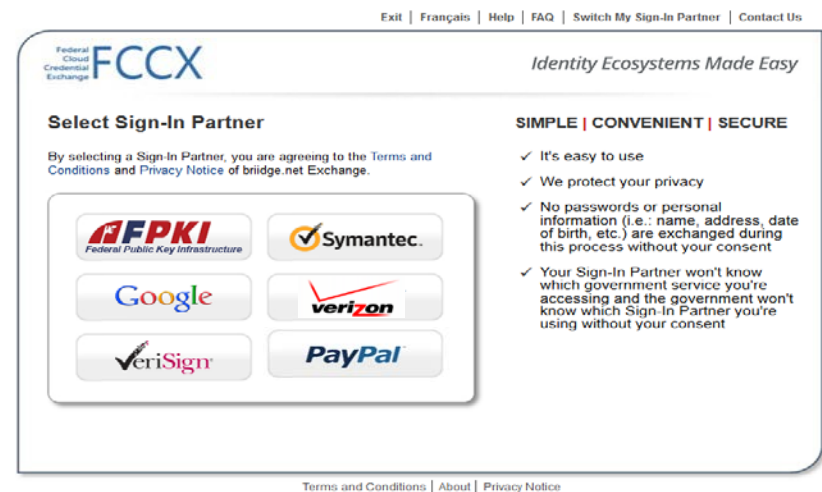 Exit | Français | Help | FAQ | Switch My Sign-In Partner | Contact Us
Federal
Cloud
Credential
Exchange
FCCX
Identity Ecosystems Made Easy
Select Sign-In Partner
By selecting a Sign-In Partner, you are agreeing to the Terms and
Conditions and Privacy Notice of briidge.net Exchange.
FPKI
Federal Public Key Infrastructure
Symantec.
Google
verizon
VeriSign
PayPal
SIMPLE | CONVENIENT | SECURE
✓ It's easy to use
✓ We protect your privacy
✓ No passwords or personal
information (i.e.: name, address, date
of birth, etc.) are exchanged during
this process without your consent
✓ Your Sign-In Partner won't know
which government service you're
accessing and the government won't
know which Sign-In Partner you're
using without your consent
Terms and Conditions | About | Privacy Notice